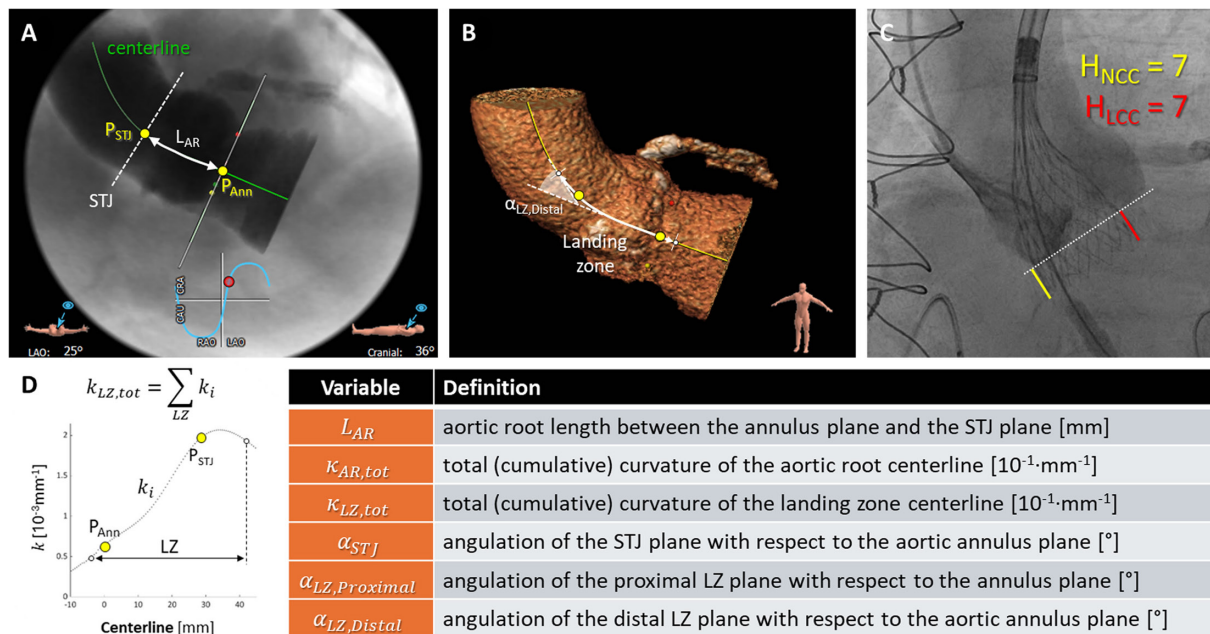 A
centerline
P_STJ
L_AR
P_Ann
STJ
CRA
CAU
RAO
LAO
LAO: 25°
Cranial: 36°
B
α_LZ,Distal
Landing
zone
C
H_NCC = 7
H_LCC = 7
D
k_LZ,tot = ∑ k_i
LZ
k [10⁻³mm⁻¹]
2
1.5
1
0.5
0
P_STJ
k_i
P_Ann
LZ
-10 0 10 20 30 40
Centerline [mm]
Variable Definition
L_AR aortic root length between the annulus plane and the STJ plane [mm]
κ_AR,tot total (cumulative) curvature of the aortic root centerline [10⁻¹·mm⁻¹]
κ_LZ,tot total (cumulative) curvature of the landing zone centerline [10⁻¹·mm⁻¹]
α_STJ angulation of the STJ plane with respect to the aortic annulus plane [°]
α_LZ,Proximal angulation of the proximal LZ plane with respect to the annulus plane [°]
α_LZ,Distal angulation of the distal LZ plane with respect to the aortic annulus plane [°]